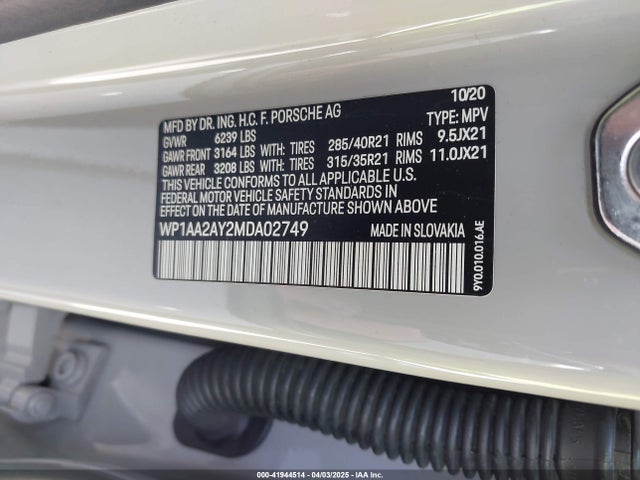 10/20
MFD BY DR. ING. H.C. F. PORSCHE AG TYPE: MPV
GVWR 6239 LBS
GAWR FRONT 3164 LBS WITH: TIRES 285/40R21 RIMS 9.5JX21
GAWR REAR 3208 LBS WITH: TIRES 315/35R21 RIMS 11.0JX21
THIS VEHICLE CONFORMS TO ALL APPLICABLE U.S.
FEDERAL MOTOR VEHICLE SAFETY STANDARDS IN
EFFECT ON THE DATE OF MANUFACTURE SHOWN ABOVE
WP1AA2AY2MDA02749 MADE IN SLOVAKIA
9Y0.010.016.AE
000-41944514 - 04/03/2025 - IAA Inc.